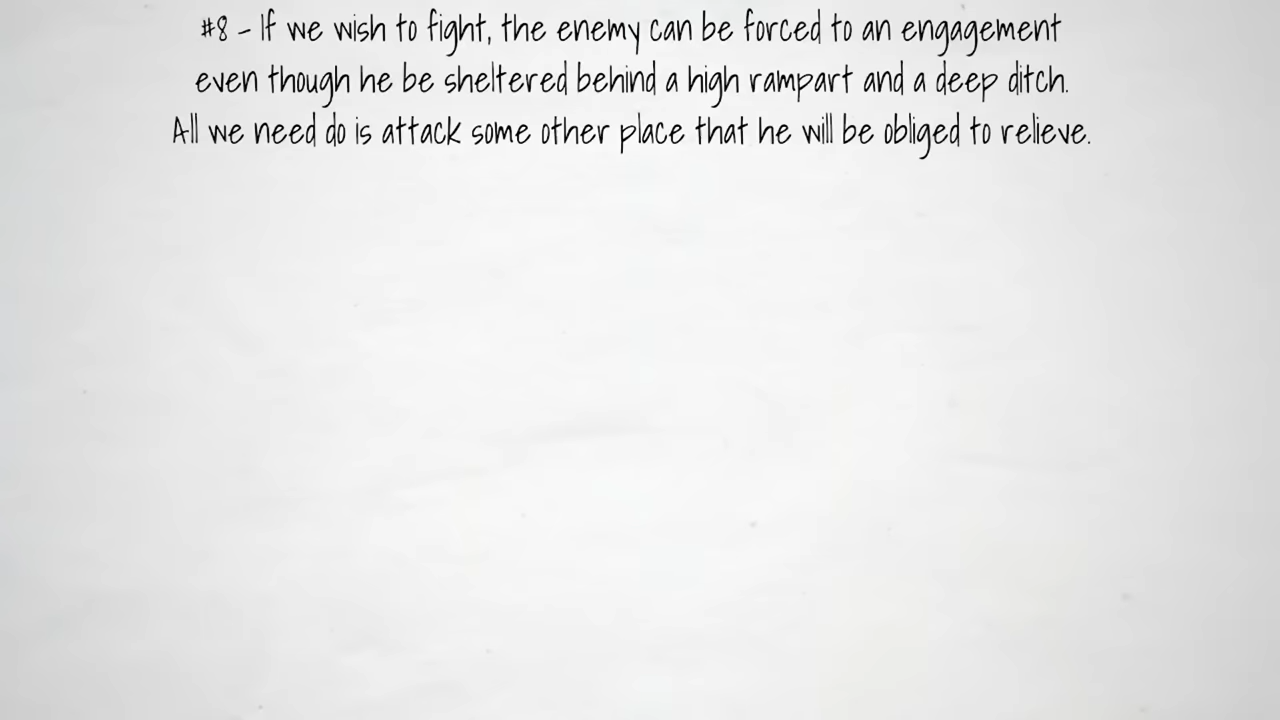 #8 - If we wish to fight, the enemy can be forced to an engagement
even though he be sheltered behind a high rampart and a deep ditch.
All we need do is attack some other place that he will be obliged to relieve.